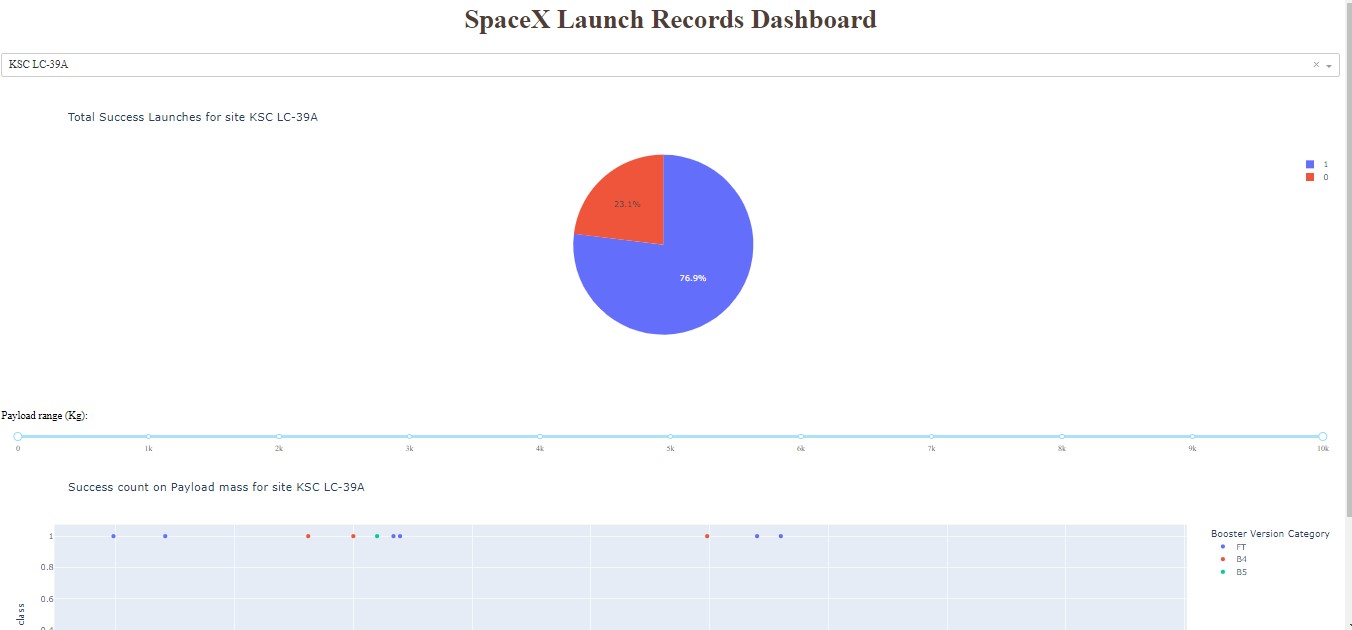 SpaceX Launch Records Dashboard
KSC LC-39A
× 
Total Success Launches for site KSC LC-39A
1
0
23.1%
76.9%
Payload range (Kg):
0 1k 2k 3k 4k 5k 6k 7k 8k 9k 10k
Success count on Payload mass for site KSC LC-39A
Booster Version Category
FT
B4
B5
1
0.8
0.6
0.4
class